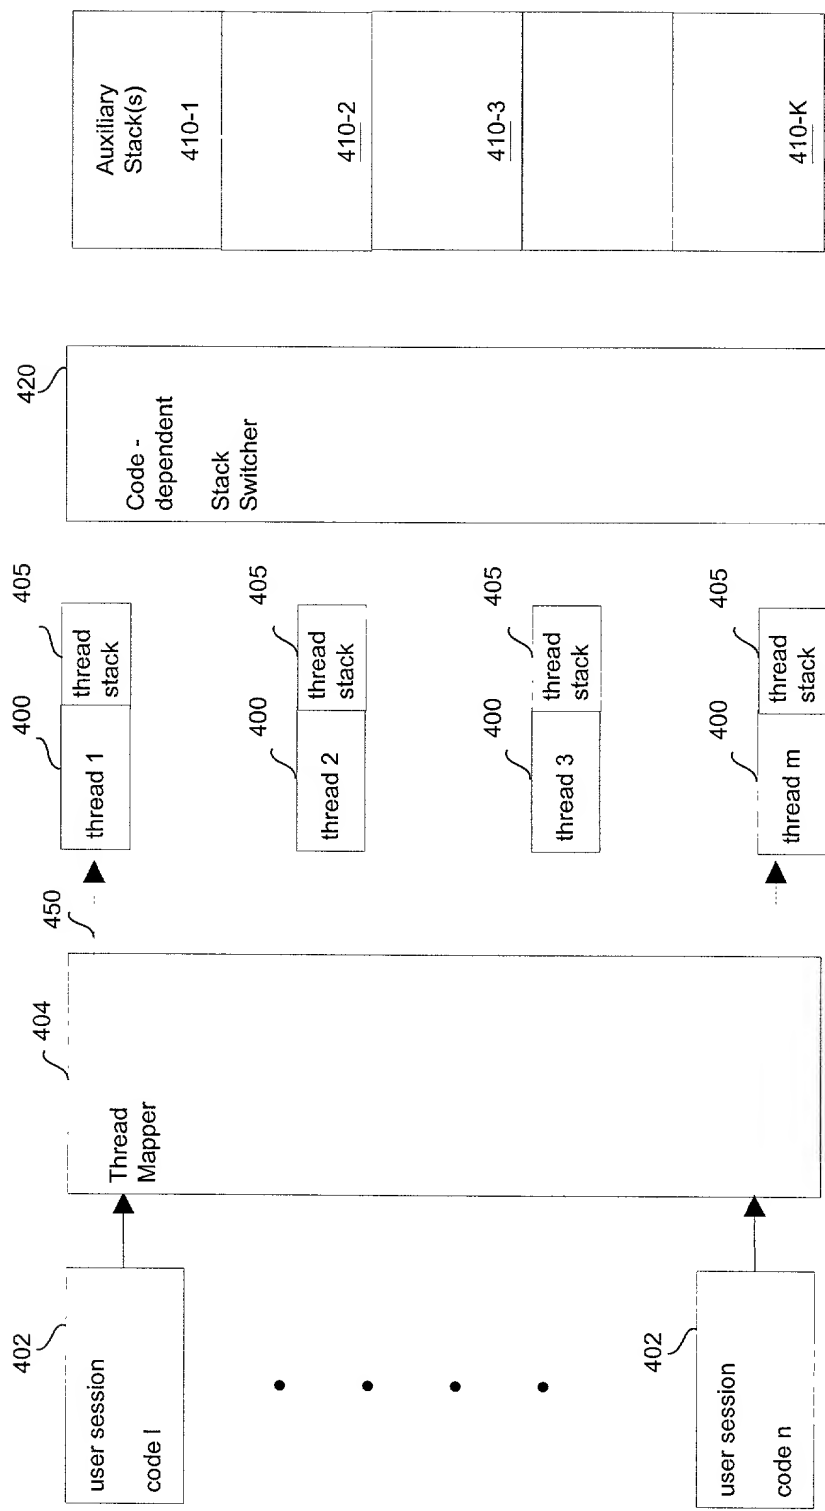 402
user session
code l
402
user session
code n
404
Thread
Mapper
450
400
405
thread 1
thread
stack
400
405
thread 2
thread
stack
400
405
thread 3
thread
stack
400
405
thread m
thread
stack
420
Code -
dependent
Stack
Switcher
Auxiliary
Stack(s)
410-1
410-2
410-3
410-K